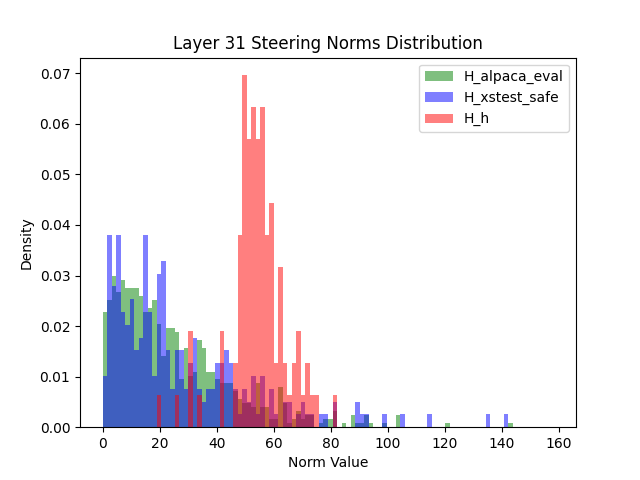 Layer 31 Steering Norms Distribution
H_alpaca_eval
H_xstest_safe
H_h
Density
0.07
0.06
0.05
0.04
0.03
0.02
0.01
0.00
0 20 40 60 80 100 120 140 160
Norm Value